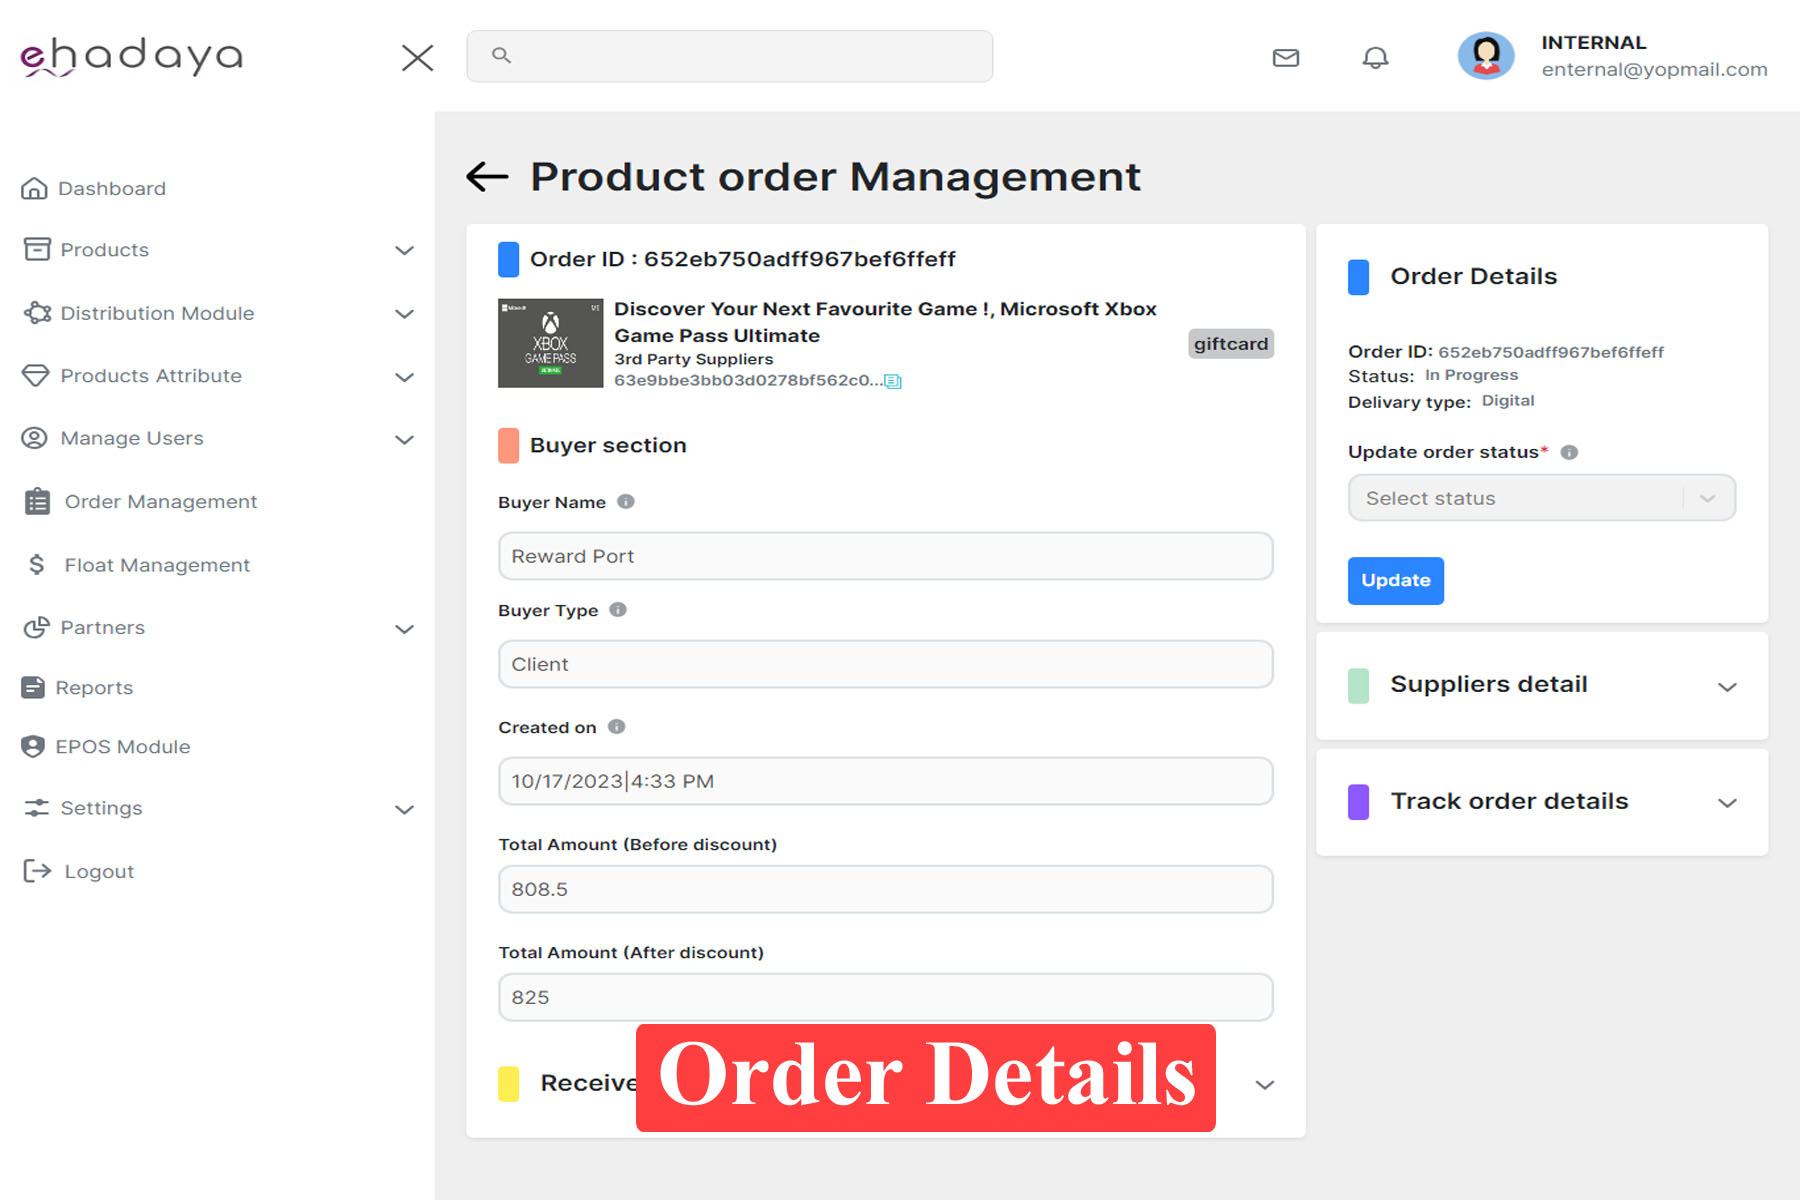 ehadaya
INTERNAL
enternal@yopmail.com
Dashboard
Products
Distribution Module
Products Attribute
Manage Users
Order Management
Float Management
Partners
Reports
EPOS Module
Settings
Logout
Product order Management
Order ID : 652eb750adff967bef6ffeff
Microsoft
XBOX
GAME PASS
ULTIMATE
Discover Your Next Favourite Game !, Microsoft Xbox
Game Pass Ultimate
3rd Party Suppliers
63e9bbe3bb03d0278bf562c0...
giftcard
Buyer section
Buyer Name
Reward Port
Buyer Type
Client
Created on
10/17/2023|4:33 PM
Total Amount (Before discount)
808.5
Total Amount (After discount)
825
Receive
Order Details
Order Details
Order ID: 652eb750adff967bef6ffeff
Status: In Progress
Delivary type: Digital
Update order status*
Select status
Update
Suppliers detail
Track order details